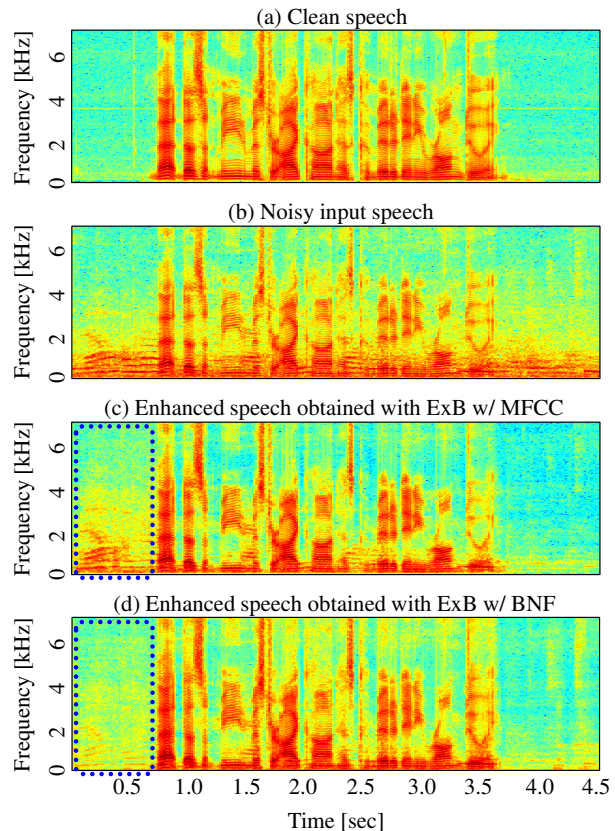 (a) Clean speech
Frequency [kHz]
6
4
2
0
(b) Noisy input speech
Frequency [kHz]
6
4
2
0
(c) Enhanced speech obtained with ExB w/ MFCC
Frequency [kHz]
6
4
2
0
(d) Enhanced speech obtained with ExB w/ BNF
Frequency [kHz]
6
4
2
0
0.5 1.0 1.5 2.0 2.5 3.0 3.5 4.0 4.5
Time [sec]